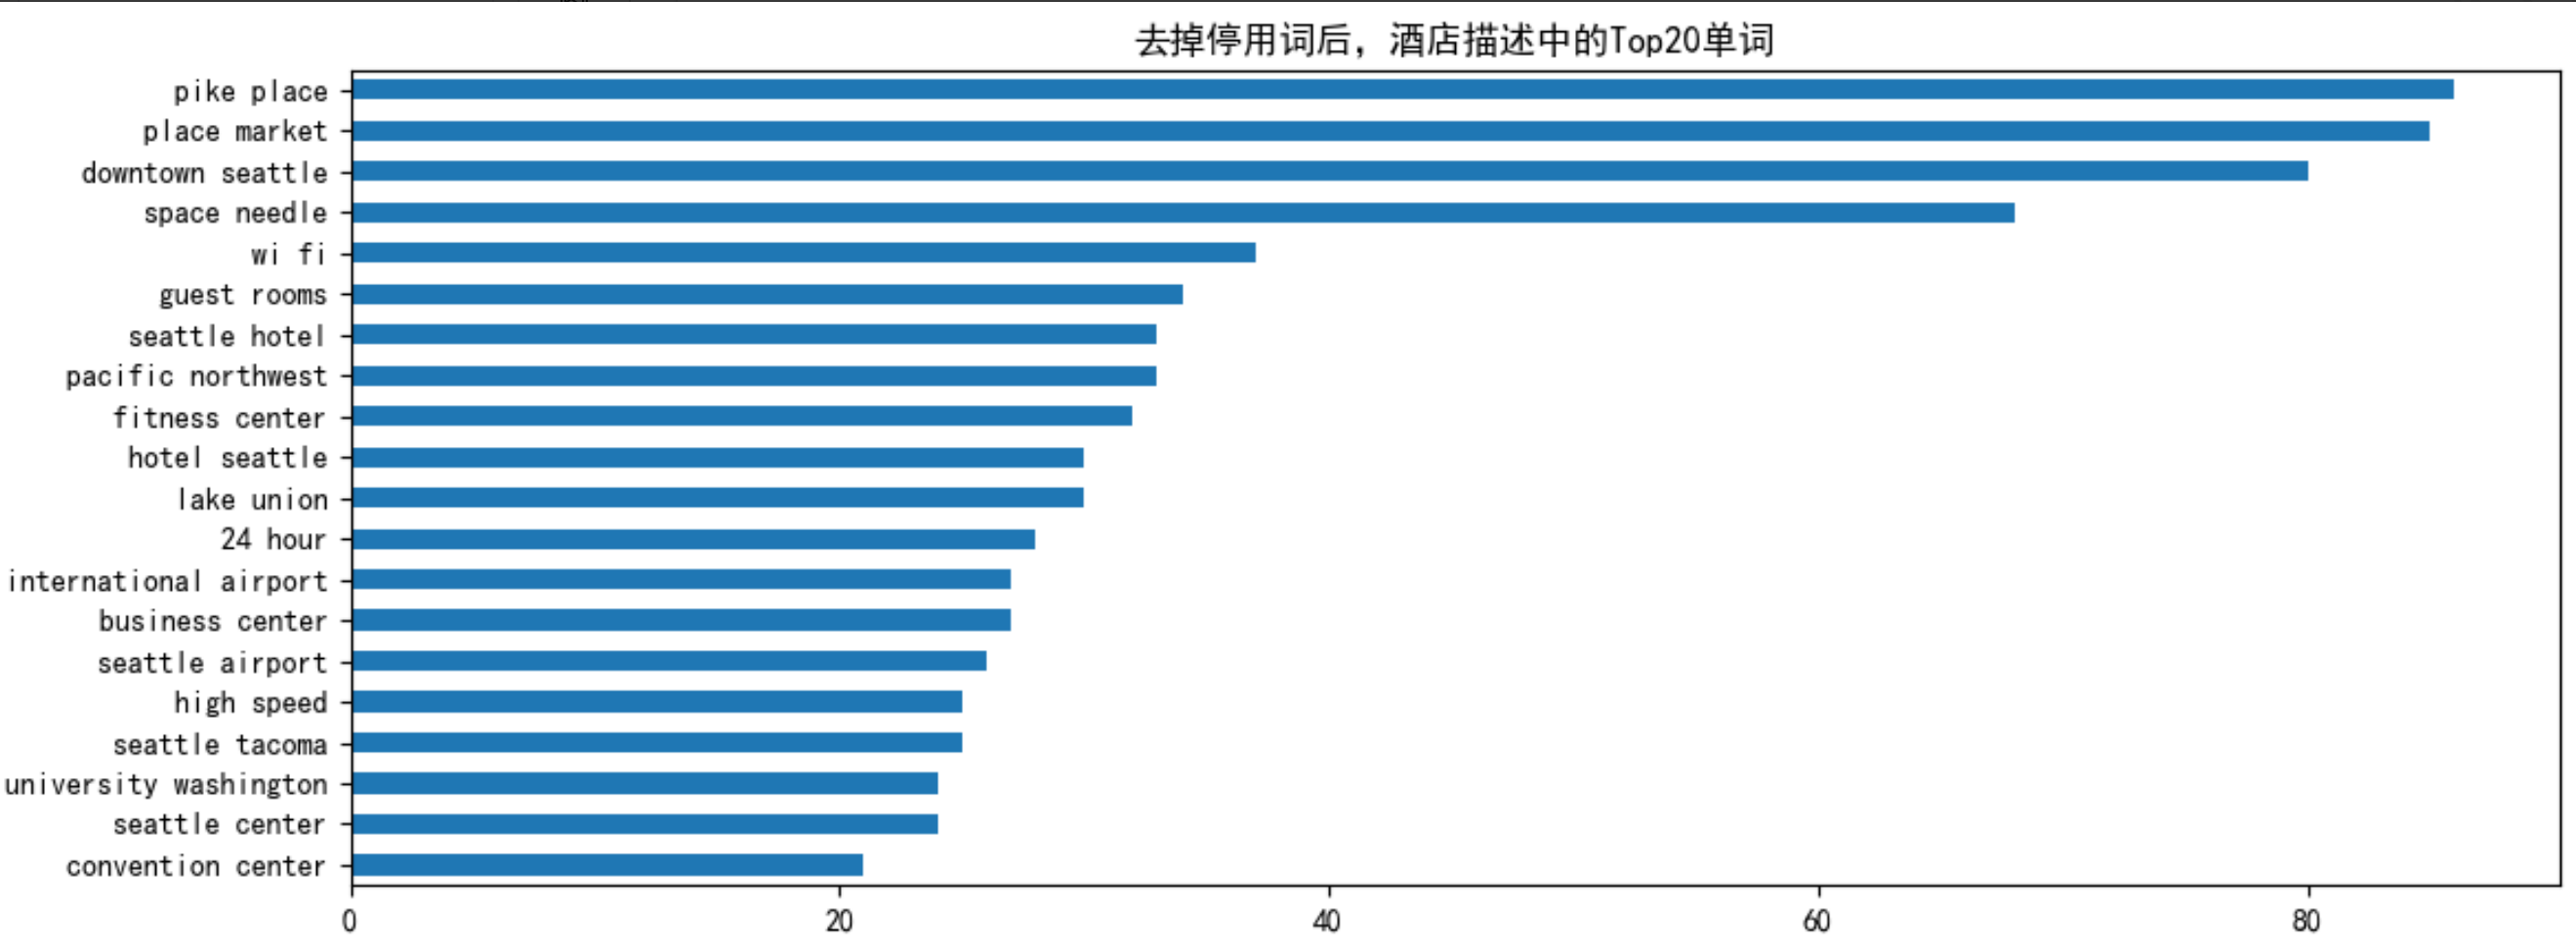 去掉停用词后，酒店描述中的Top20单词
pike place
place market
downtown seattle
space needle
wi fi
guest rooms
seattle hotel
pacific northwest
fitness center
hotel seattle
lake union
24 hour
international airport
business center
seattle airport
high speed
seattle tacoma
university washington
seattle center
convention center
0 20 40 60 80